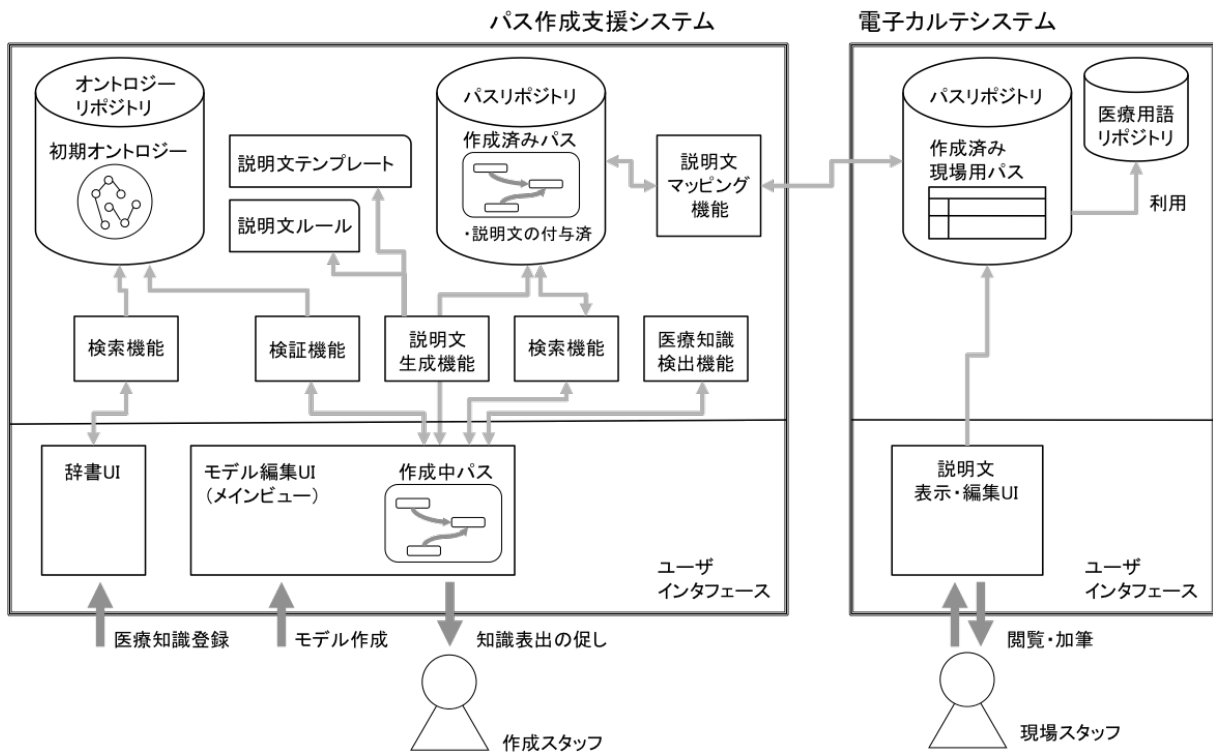 パス作成支援システム
電子カルテシステム
オントロジー
リポジトリ
初期オントロジー
説明文テンプレート
説明文ルール
パスリポジトリ
作成済みパス
・説明文の付与済
説明文
マッピング
機能
パスリポジトリ
作成済み
現場用パス
医療用語
リポジトリ
利用
検索機能
検証機能
説明文
生成機能
検索機能
医療知識
検出機能
辞書UI
モデル編集UI
(メインビュー)
作成中パス
ユーザ
インタフェース
説明文
表示・編集UI
ユーザ
インタフェース
医療知識登録
モデル作成
知識表出の促し
閲覧・加筆
作成スタッフ
現場スタッフ